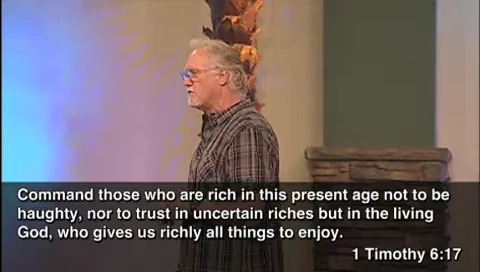 Command those who are rich in this present age not to be
haughty, nor to trust in uncertain riches but in the living
God, who gives us richly all things to enjoy.
1 Timothy 6:17